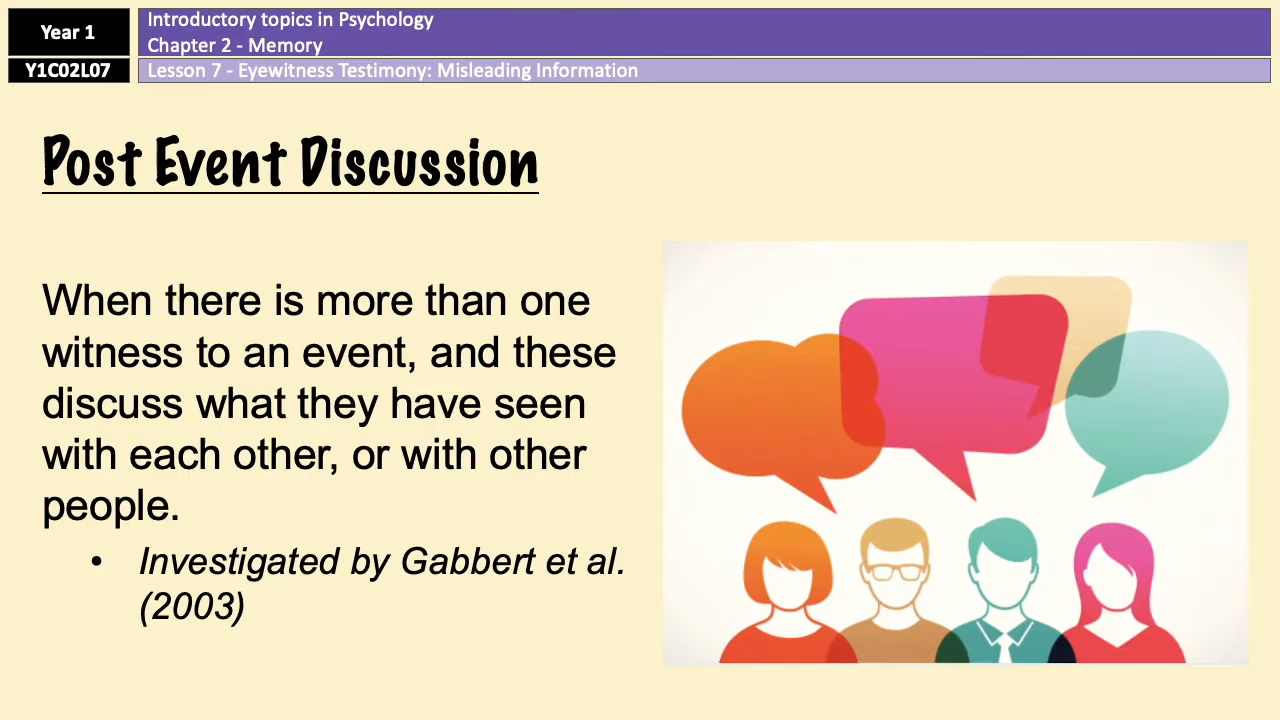 Year 1
Introductory topics in Psychology
Chapter 2 - Memory
Y1C02L07
Lesson 7 - Eyewitness Testimony: Misleading Information
Post Event Discussion
When there is more than one
witness to an event, and these
discuss what they have seen
with each other, or with other
people.
• Investigated by Gabbert et al.
(2003)